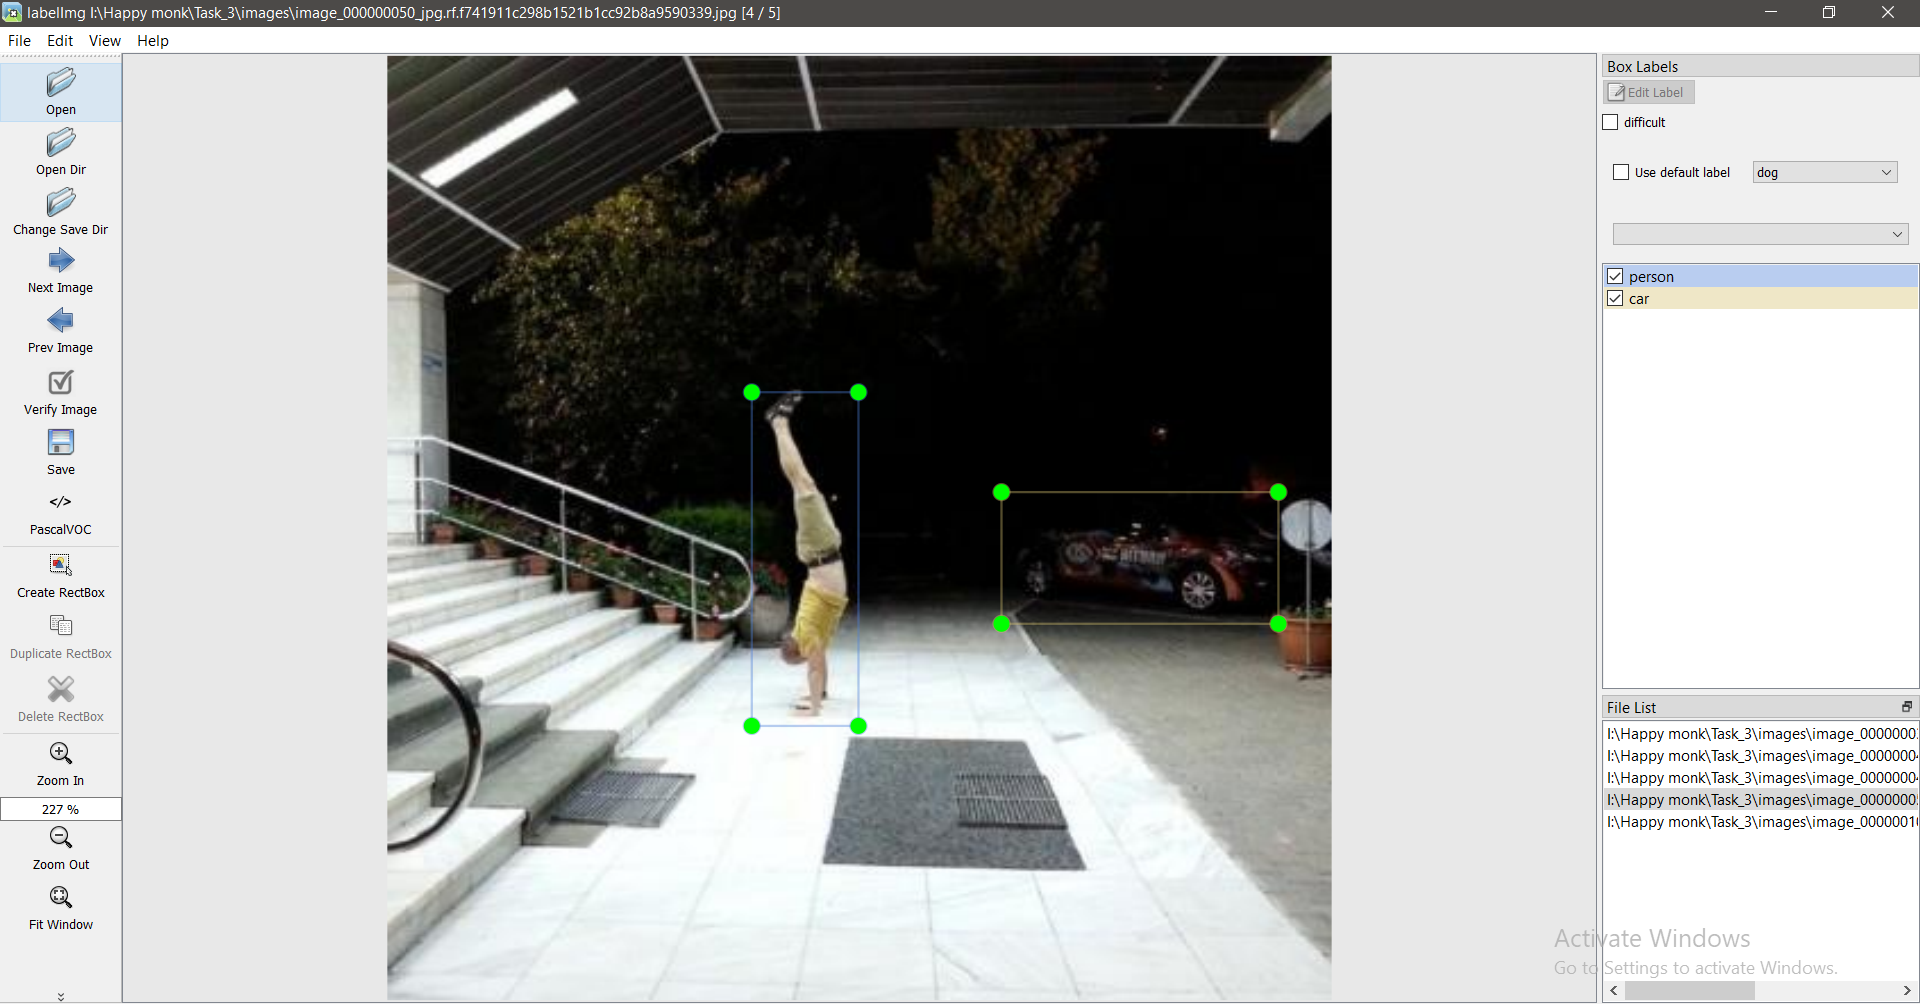 labelImg I:\Happy monk\Task_3\images\image_000000050_jpg.rf.f741911c298b1521b1cc92b8a9590339.jpg [4 / 5]
File Edit View Help
Open
Open Dir
Change Save Dir
Next Image
Prev Image
Verify Image
Save
</>
PascalVOC
Create RectBox
Duplicate RectBox
Delete RectBox
Zoom In
227 %
Zoom Out
Fit Window
Box Labels
Edit Label
difficult
Use default label dog
person
car
File List
I:\Happy monk\Task_3\images\image_0000000
I:\Happy monk\Task_3\images\image_0000000
I:\Happy monk\Task_3\images\image_0000000
I:\Happy monk\Task_3\images\image_0000000
I:\Happy monk\Task_3\images\image_0000001
Activate Windows
Go to Settings to activate Windows.